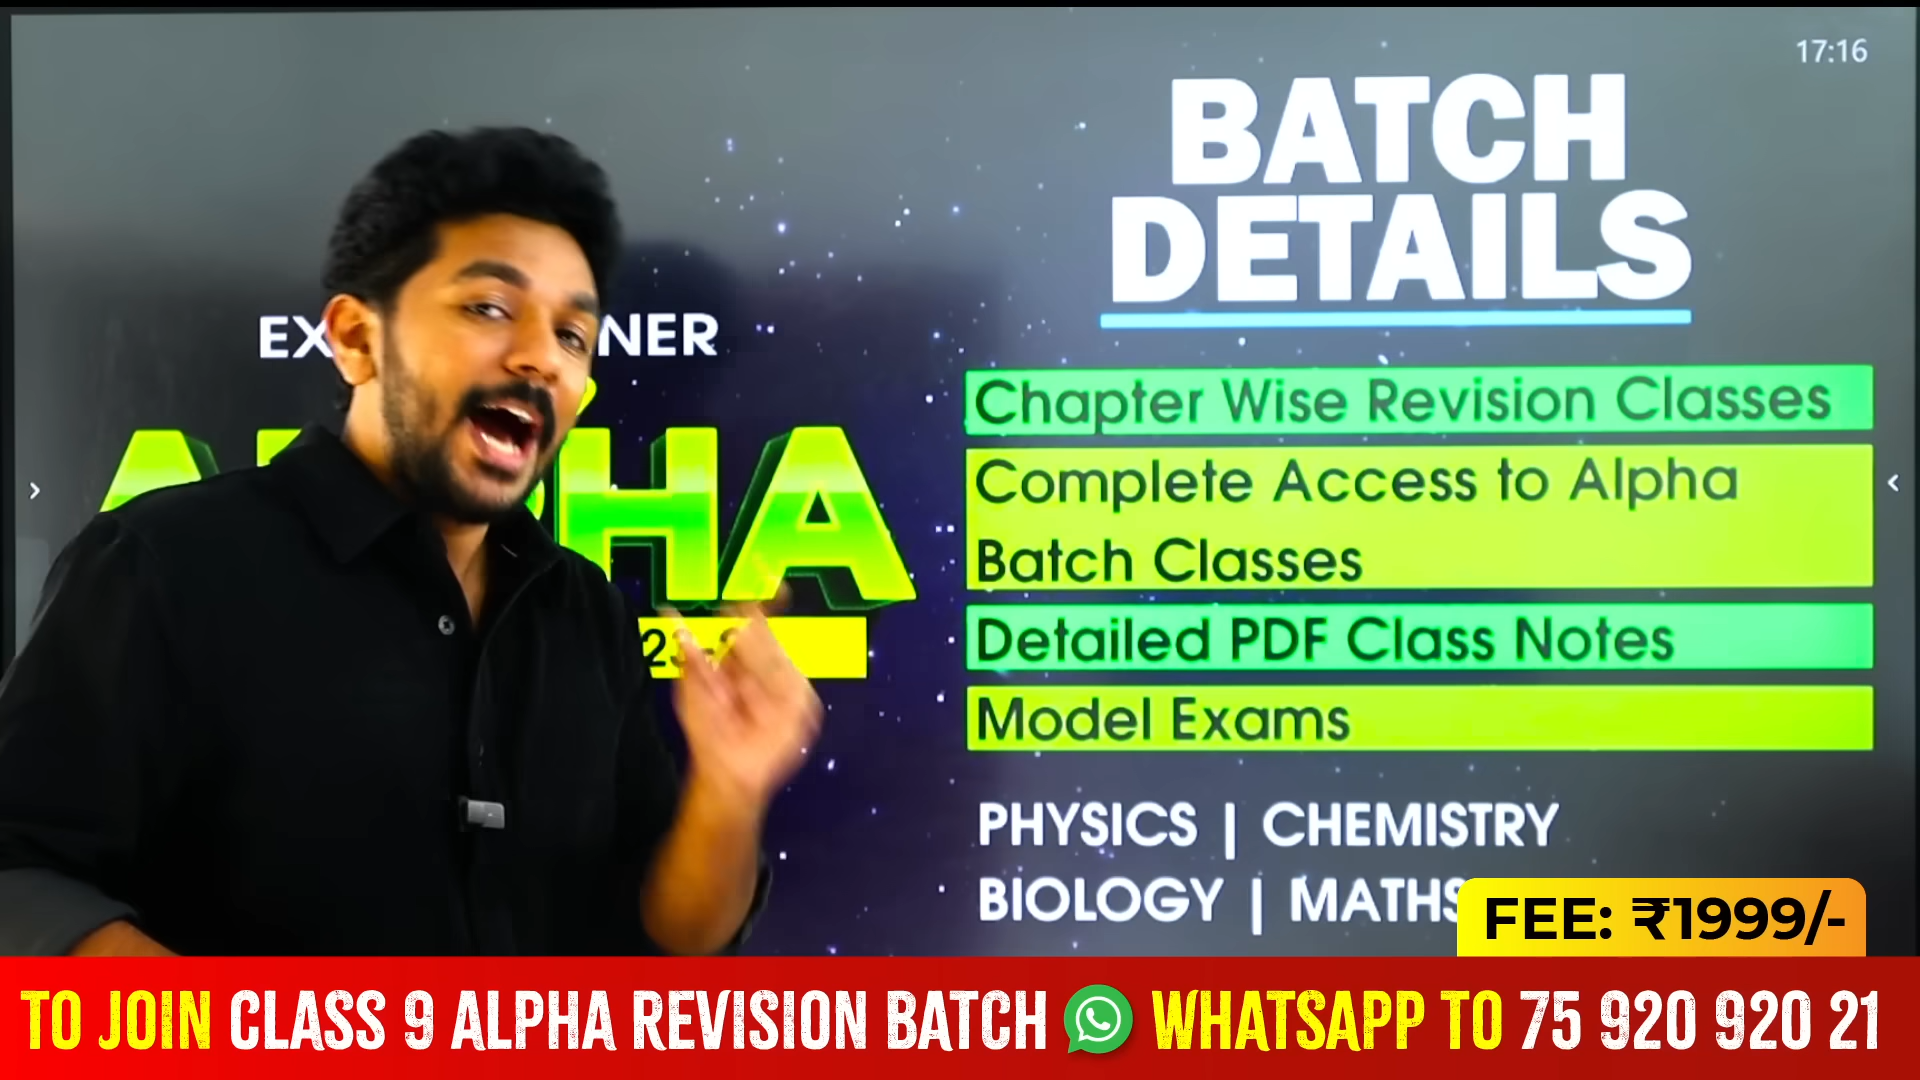 17:16
BATCH
DETAILS
NER
HA
Chapter Wise Revision Classes
Complete Access to Alpha
Batch Classes
Detailed PDF Class Notes
Model Exams
PHYSICS | CHEMISTRY
BIOLOGY | MATHS
FEE: ₹1999/-
TO JOIN CLASS 9 ALPHA REVISION BATCH WHATSAPP TO 75 920 920 21